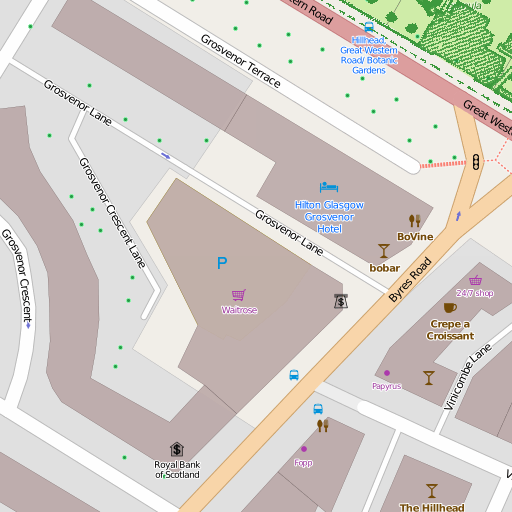 Great Western Road
Hillhead,
Great Western
Road/ Botanic
Gardens
Grosvenor Terrace
Great West
Grosvenor Lane
Grosvenor Crescent Lane
Hilton Glasgow
Grosvenor
Hotel
Grosvenor Lane
BoVine
bobar
P
Byres Road
24/7 shop
Waitrose
Crepe a
Croissant
Grosvenor Crescent
Vinicombe Lane
Papyrus
Fopp
Royal Bank
of Scotland
The Hillhead